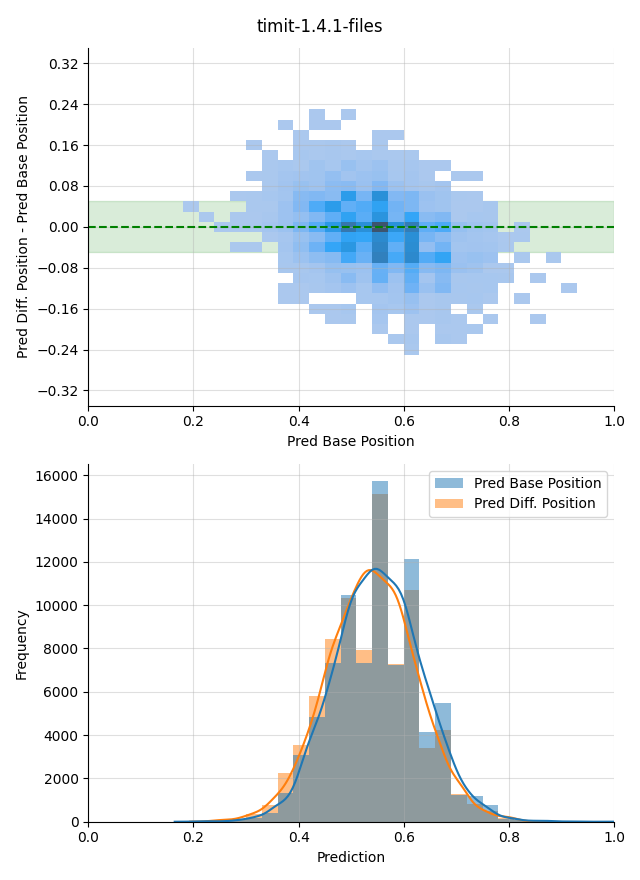 timit-1.4.1-files
0.32
0.24
0.16
0.08
0.00
−0.08
−0.16
−0.24
−0.32
Pred Diff. Position - Pred Base Position
0.0 0.2 0.4 0.6 0.8 1.0
Pred Base Position
16000
14000
12000
10000
8000
6000
4000
2000
0
Frequency
Pred Base Position
Pred Diff. Position
0.0 0.2 0.4 0.6 0.8 1.0
Prediction